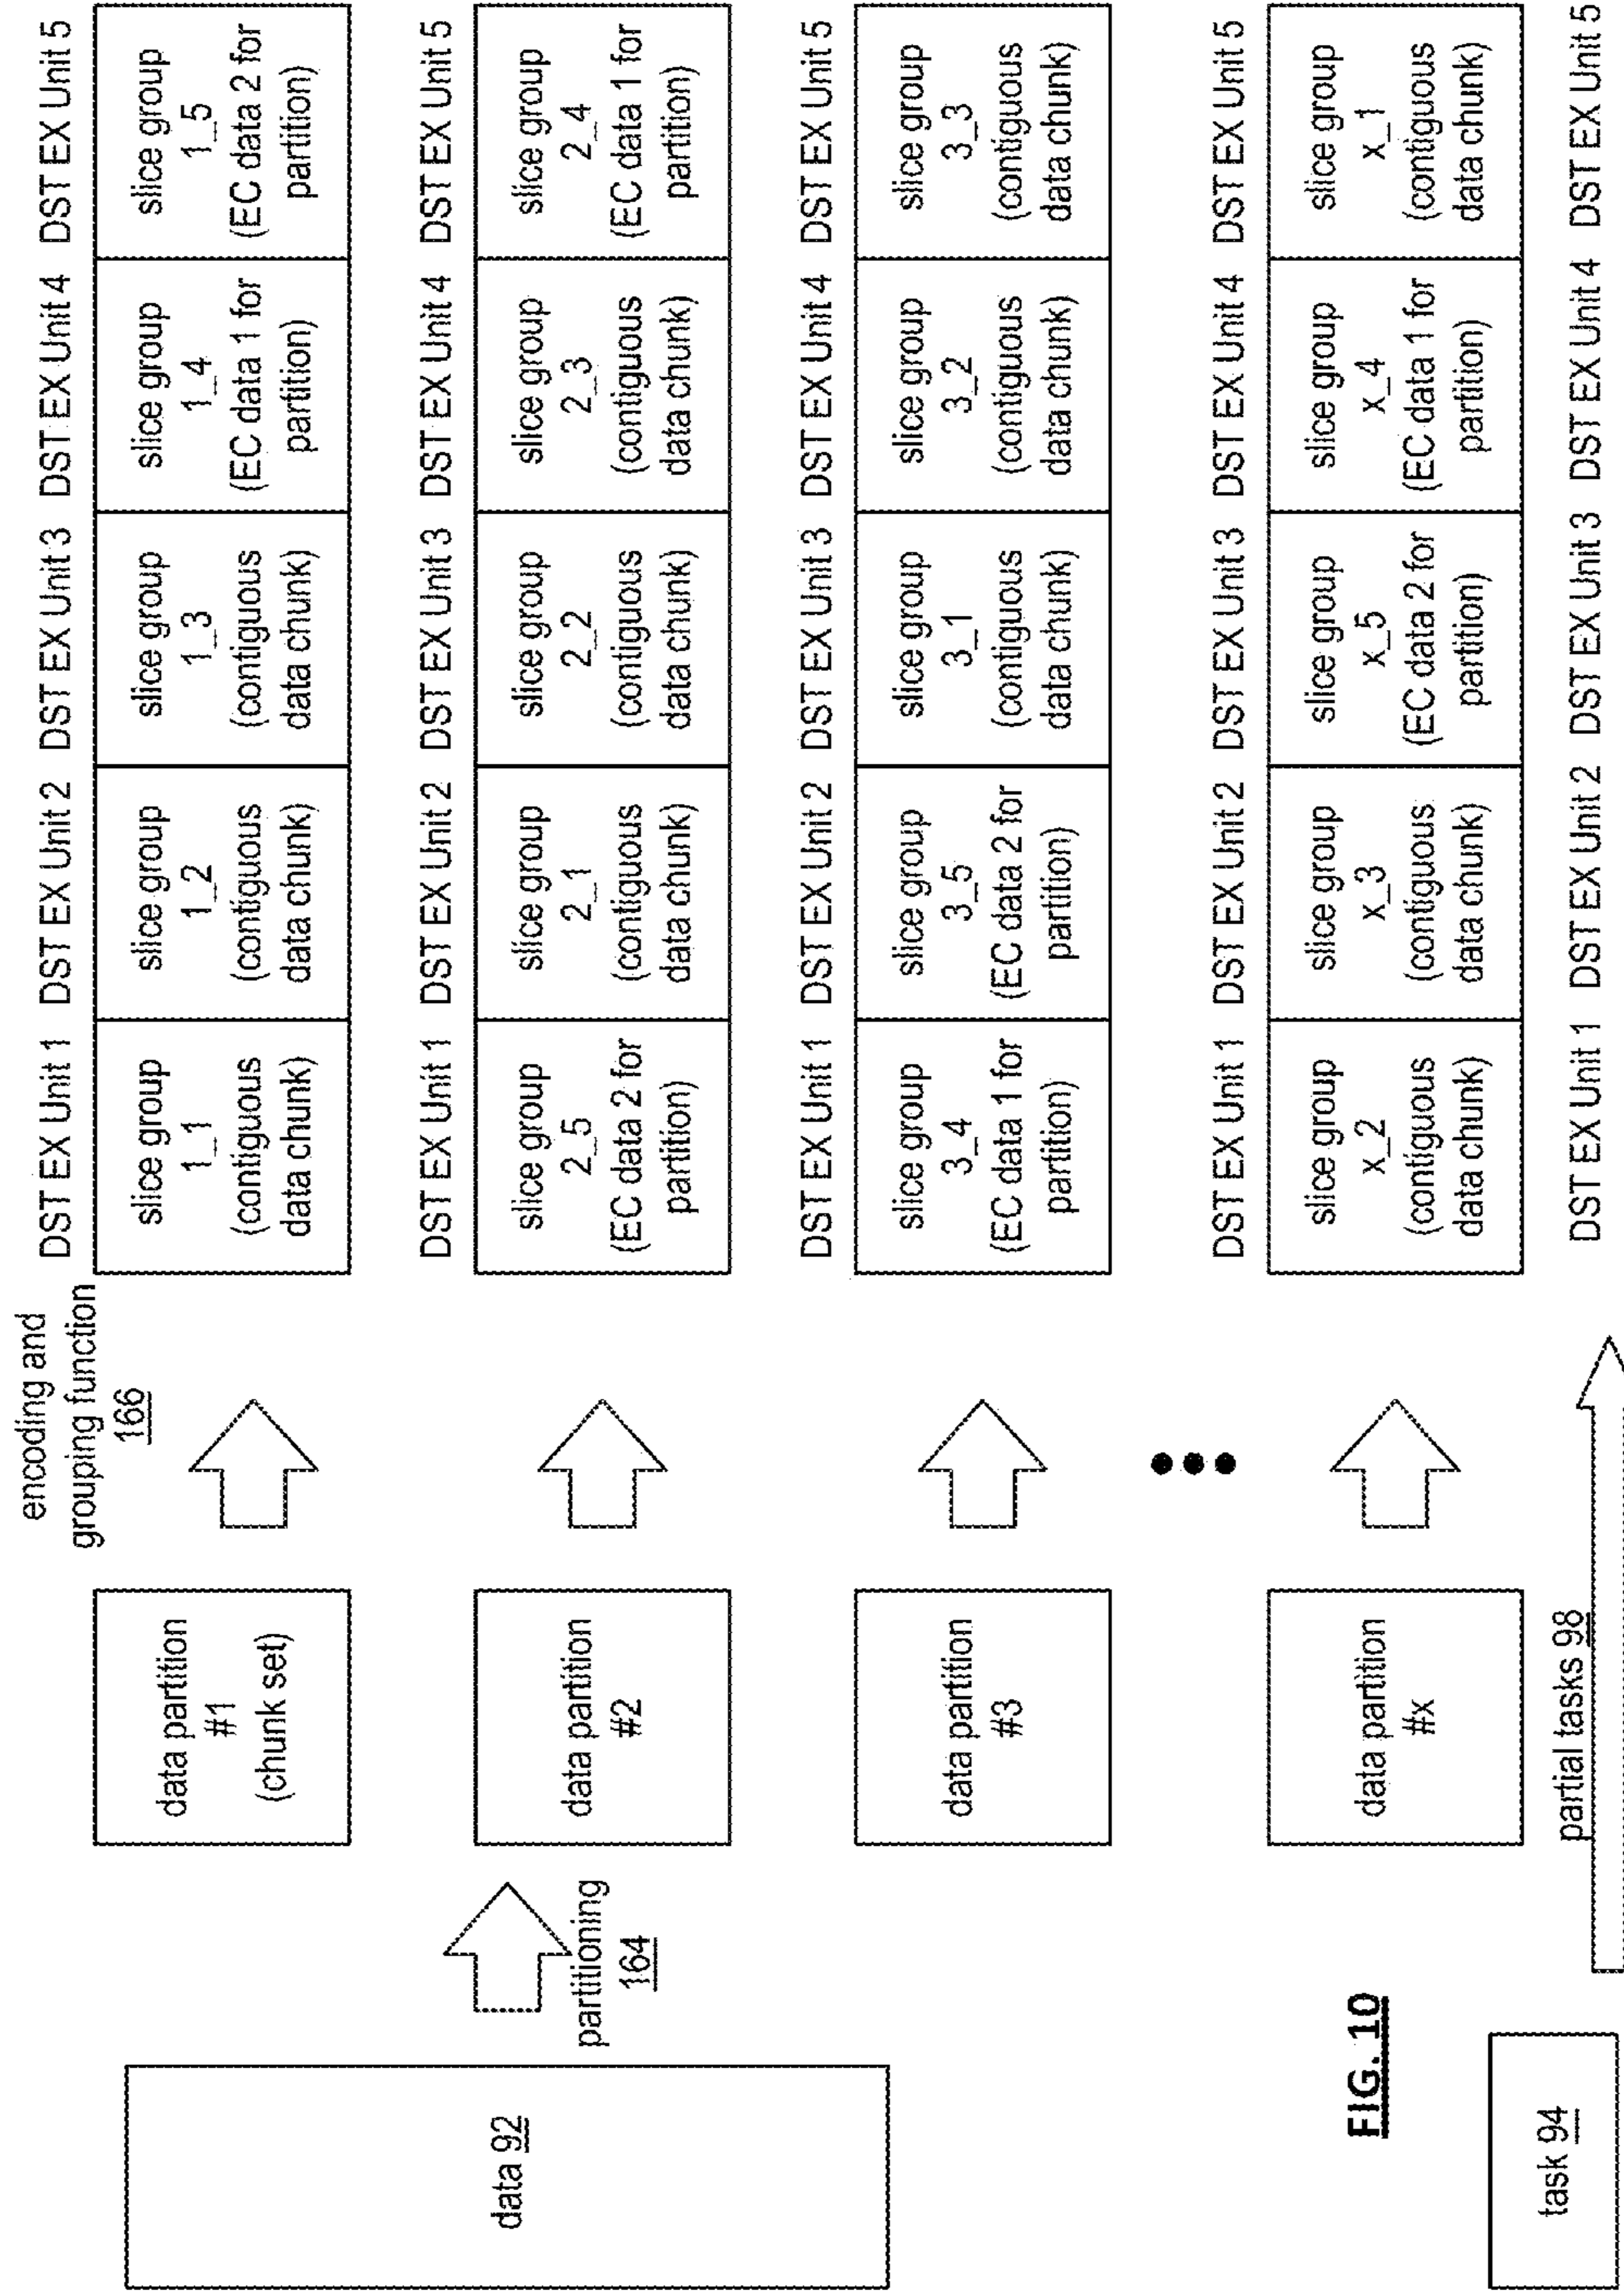 encoding and
grouping function
166
DST EX Unit 1 DST EX Unit 2 DST EX Unit 3 DST EX Unit 4 DST EX Unit 5
data partition
#1
(chunk set)
slice group
1_1
(contiguous
data chunk)
slice group
1_2
(contiguous
data chunk)
slice group
1_3
(contiguous
data chunk)
slice group
1_4
(EC data 1 for
partition)
slice group
1_5
(EC data 2 for
partition)
data 92
partitioning
164
DST EX Unit 1 DST EX Unit 2 DST EX Unit 3 DST EX Unit 4 DST EX Unit 5
data partition
#2
slice group
2_5
(EC data 2 for
partition)
slice group
2_1
(contiguous
data chunk)
slice group
2_2
(contiguous
data chunk)
slice group
2_3
(contiguous
data chunk)
slice group
2_4
(EC data 1 for
partition)
DST EX Unit 1 DST EX Unit 2 DST EX Unit 3 DST EX Unit 4 DST EX Unit 5
data partition
#3
slice group
3_4
(EC data 1 for
partition)
slice group
3_5
(EC data 2 for
partition)
slice group
3_1
(contiguous
data chunk)
slice group
3_2
(contiguous
data chunk)
slice group
3_3
(contiguous
data chunk)
DST EX Unit 1 DST EX Unit 2 DST EX Unit 3 DST EX Unit 4 DST EX Unit 5
data partition
#x
slice group
x_2
(contiguous
data chunk)
slice group
x_3
(contiguous
data chunk)
slice group
x_5
(EC data 2 for
partition)
slice group
x_4
(EC data 1 for
partition)
slice group
x_1
(contiguous
data chunk)
FIG. 10
task 94
partial tasks 98
DST EX Unit 1 DST EX Unit 2 DST EX Unit 3 DST EX Unit 4 DST EX Unit 5